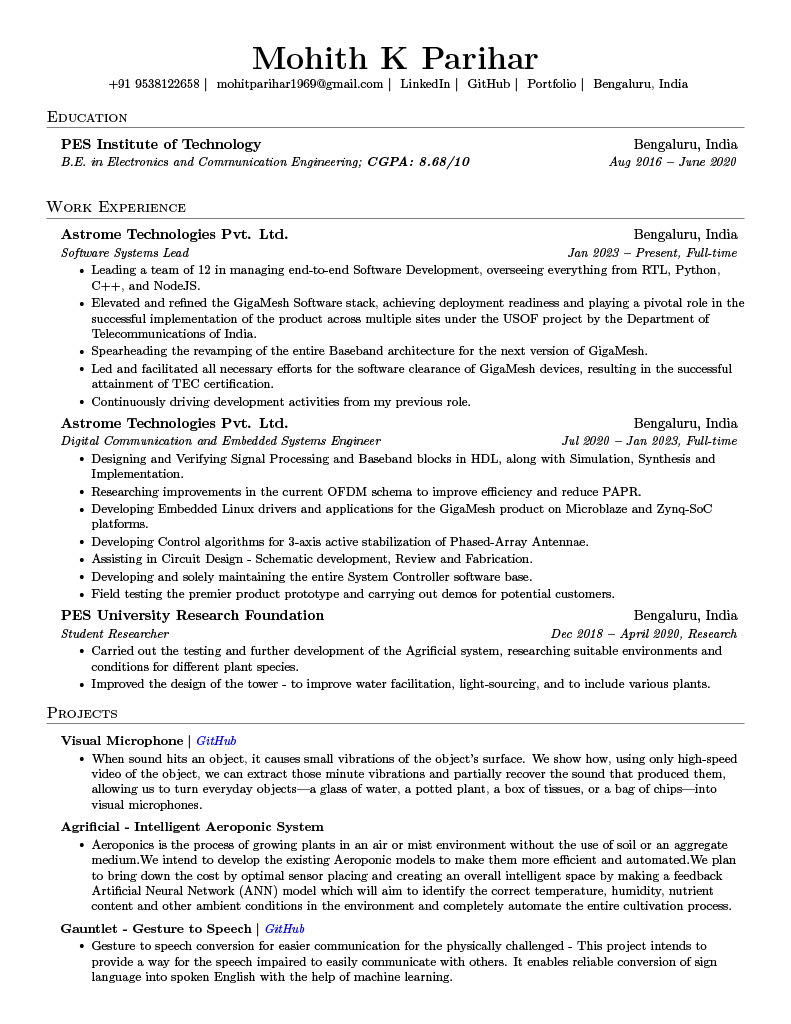 Mohith K Parihar
+91 9538122658 | mohitparihar1969@gmail.com | LinkedIn | GitHub | Portfolio | Bengaluru, India
Education
PES Institute of Technology Bengaluru, India
B.E. in Electronics and Communication Engineering; CGPA: 8.68/10 Aug 2016 – June 2020
Work Experience
Astrome Technologies Pvt. Ltd. Bengaluru, India
Software Systems Lead Jan 2023 – Present, Full-time
• Leading a team of 12 in managing end-to-end Software Development, overseeing everything from RTL, Python,
C++, and NodeJS.
• Elevated and refined the GigaMesh Software stack, achieving deployment readiness and playing a pivotal role in the
successful implementation of the product across multiple sites under the USOF project by the Department of
Telecommunications of India.
• Spearheading the revamping of the entire Baseband architecture for the next version of GigaMesh.
• Led and facilitated all necessary efforts for the software clearance of GigaMesh devices, resulting in the successful
attainment of TEC certification.
• Continuously driving development activities from my previous role.
Astrome Technologies Pvt. Ltd. Bengaluru, India
Digital Communication and Embedded Systems Engineer Jul 2020 – Jan 2023, Full-time
• Designing and Verifying Signal Processing and Baseband blocks in HDL, along with Simulation, Synthesis and
Implementation.
• Researching improvements in the current OFDM schema to improve efficiency and reduce PAPR.
• Developing Embedded Linux drivers and applications for the GigaMesh product on Microblaze and Zynq-SoC
platforms.
• Developing Control algorithms for 3-axis active stabilization of Phased-Array Antennae.
• Assisting in Circuit Design - Schematic development, Review and Fabrication.
• Developing and solely maintaining the entire System Controller software base.
• Field testing the premier product prototype and carrying out demos for potential customers.
PES University Research Foundation Bengaluru, India
Student Researcher Dec 2018 – April 2020, Research
• Carried out the testing and further development of the Agrificial system, researching suitable environments and
conditions for different plant species.
• Improved the design of the tower - to improve water facilitation, light-sourcing, and to include various plants.
Projects
Visual Microphone | GitHub
• When sound hits an object, it causes small vibrations of the object's surface. We show how, using only high-speed
video of the object, we can extract those minute vibrations and partially recover the sound that produced them,
allowing us to turn everyday objects—a glass of water, a potted plant, a box of tissues, or a bag of chips—into
visual microphones.
Agrificial - Intelligent Aeroponic System
• Aeroponics is the process of growing plants in an air or mist environment without the use of soil or an aggregate
medium.We intend to develop the existing Aeroponic models to make them more efficient and automated.We plan
to bring down the cost by optimal sensor placing and creating an overall intelligent space by making a feedback
Artificial Neural Network (ANN) model which will aim to identify the correct temperature, humidity, nutrient
content and other ambient conditions in the environment and completely automate the entire cultivation process.
Gauntlet - Gesture to Speech | GitHub
• Gesture to speech conversion for easier communication for the physically challenged - This project intends to
provide a way for the speech impaired to easily communicate with others. It enables reliable conversion of sign
language into spoken English with the help of machine learning.